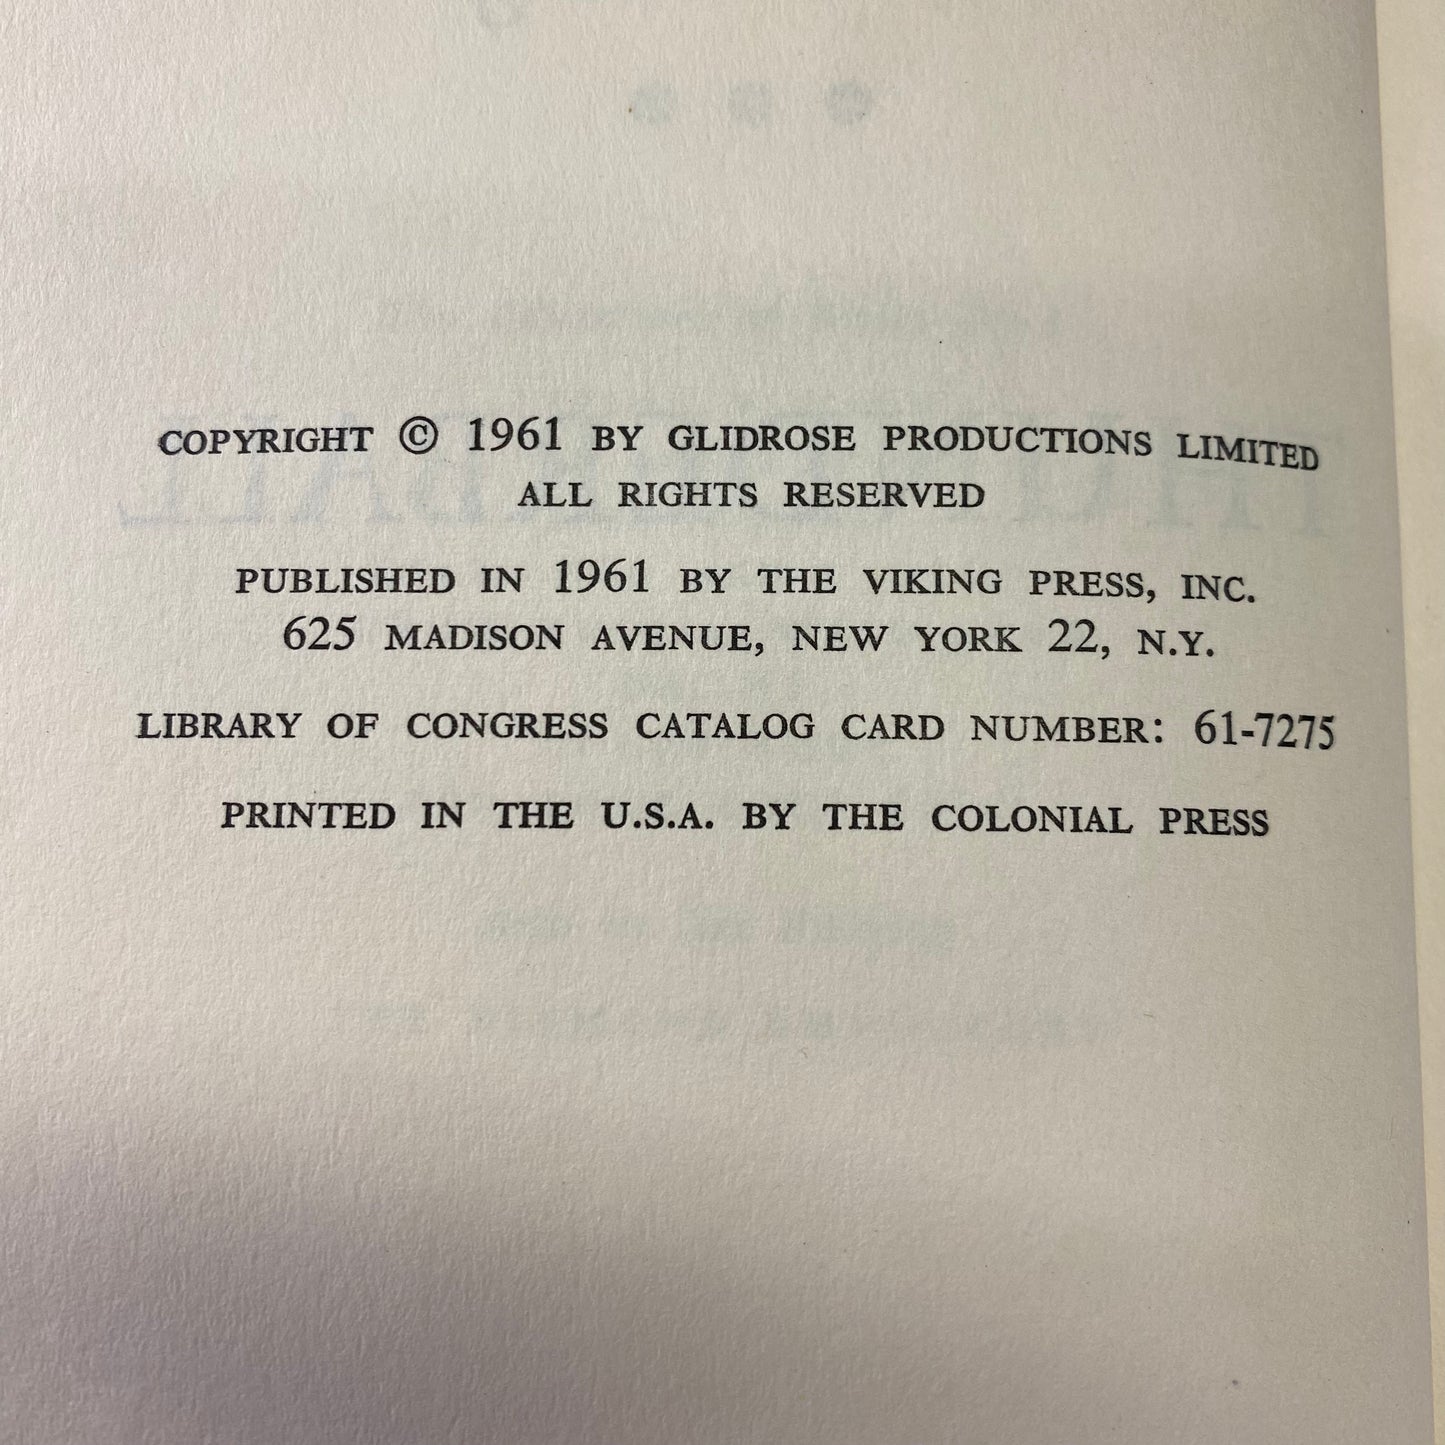 COPYRIGHT © 1961 BY GLIDROSE PRODUCTIONS LIMITED
ALL RIGHTS RESERVED
PUBLISHED IN 1961 BY THE VIKING PRESS, INC.
625 MADISON AVENUE, NEW YORK 22, N.Y.
LIBRARY OF CONGRESS CATALOG CARD NUMBER: 61-7275
PRINTED IN THE U.S.A. BY THE COLONIAL PRESS